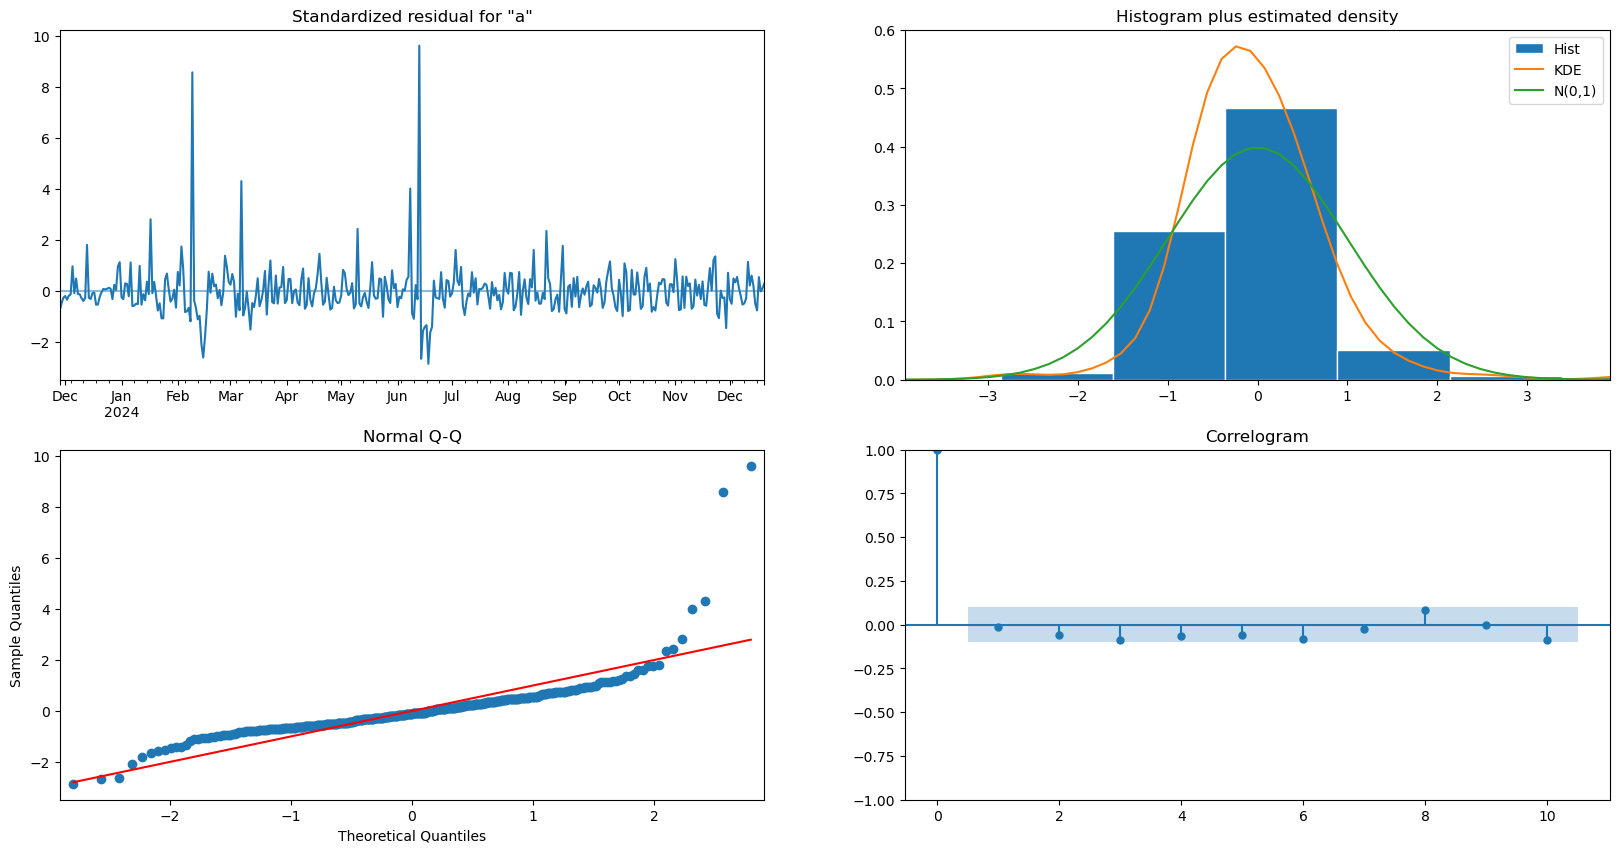 Standardized residual for "a"
10
8
6
4
2
0
−2
Dec Jan Feb Mar Apr May Jun Jul Aug Sep Oct Nov Dec
2024
Histogram plus estimated density
0.6
0.5
0.4
0.3
0.2
0.1
0.0
−3 −2 −1 0 1 2 3
Hist
KDE
N(0,1)
Normal Q-Q
Sample Quantiles
10
8
6
4
2
0
−2
−2 −1 0 1 2
Theoretical Quantiles
Correlogram
1.00
0.75
0.50
0.25
0.00
−0.25
−0.50
−0.75
−1.00
0 2 4 6 8 10